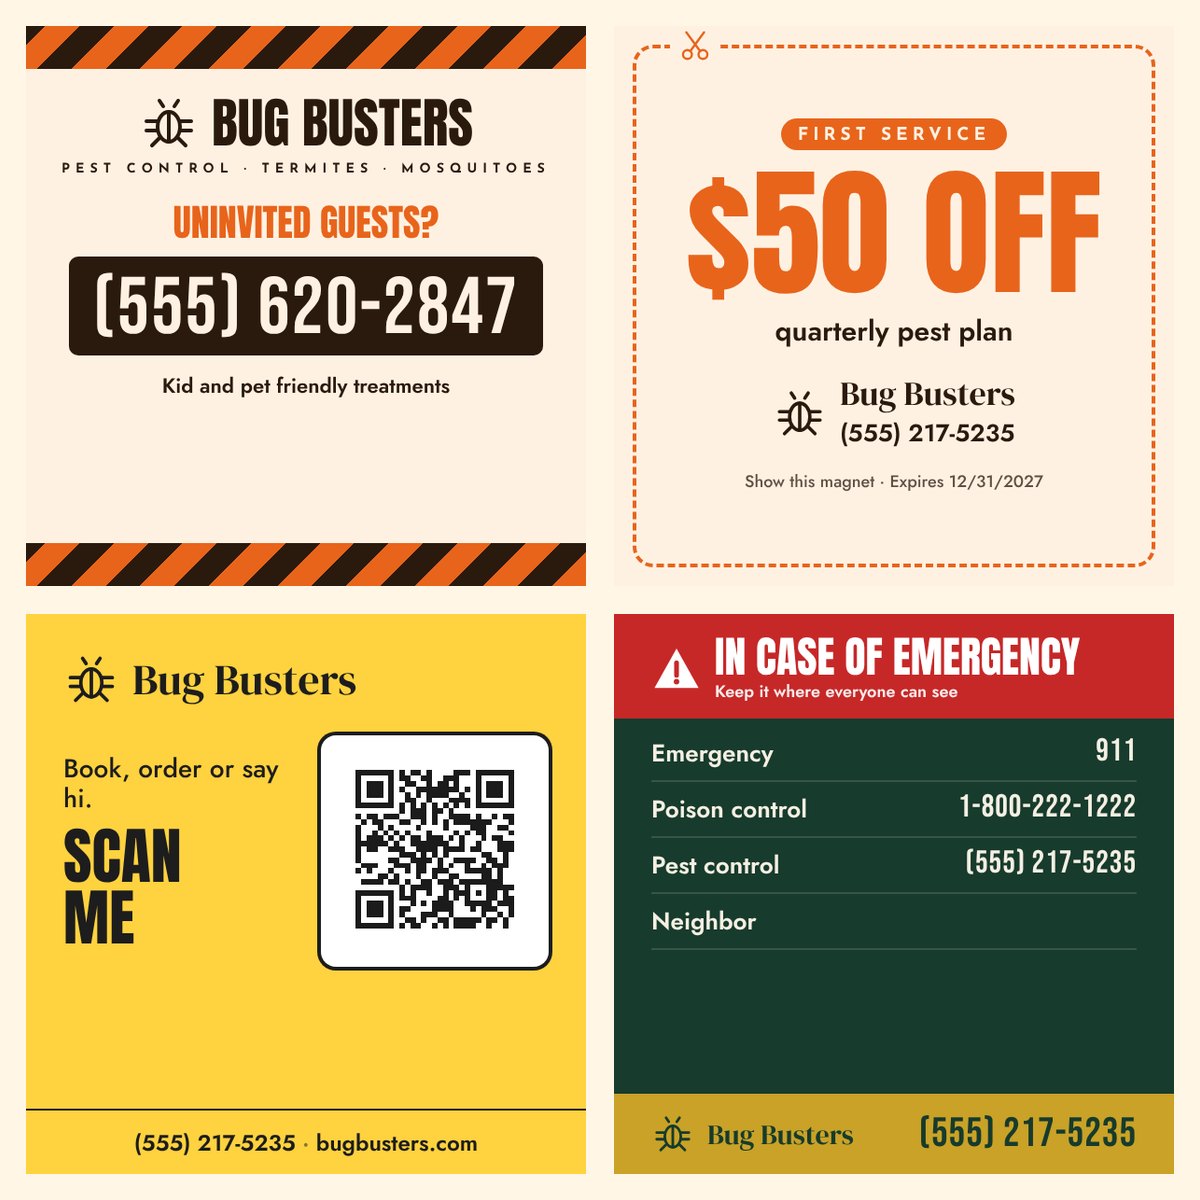 BUG BUSTERS
PEST CONTROL · TERMITES · MOSQUITOES
UNINVITED GUESTS?
(555) 620-2847
Kid and pet friendly treatments
FIRST SERVICE
$50 OFF
quarterly pest plan
Bug Busters
(555) 217-5235
Show this magnet · Expires 12/31/2027
Bug Busters
Book, order or say
hi.
SCAN
ME
(555) 217-5235 · bugbusters.com
IN CASE OF EMERGENCY
Keep it where everyone can see
Emergency 911
Poison control 1-800-222-1222
Pest control (555) 217-5235
Neighbor
Bug Busters (555) 217-5235